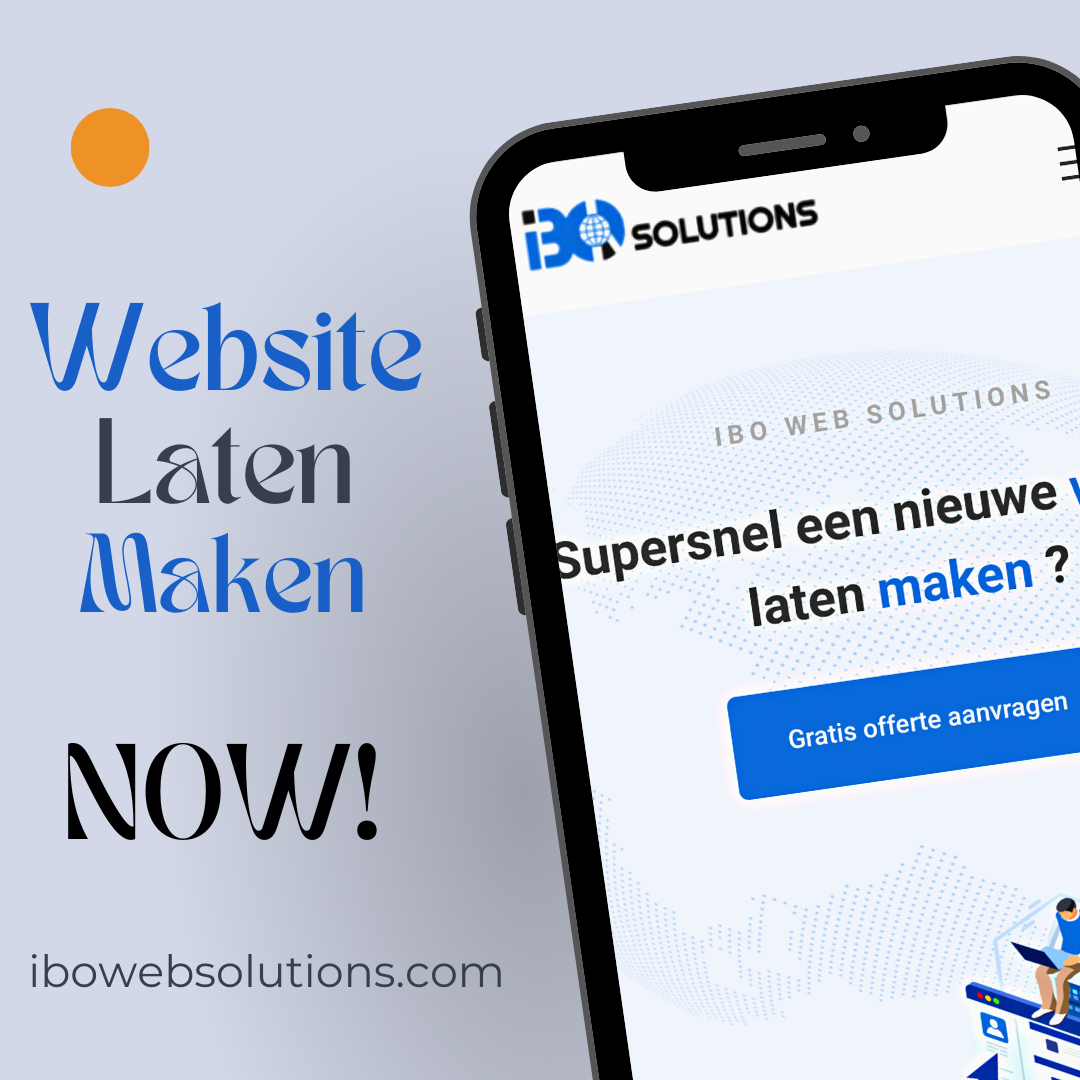 Website
Laten
Maken
NOW!
ibowebsolutions.com
iBO SOLUTIONS
IBO WEB SOLUTIONS
Supersnel een nieuwe
laten maken ?
Gratis offerte aanvragen